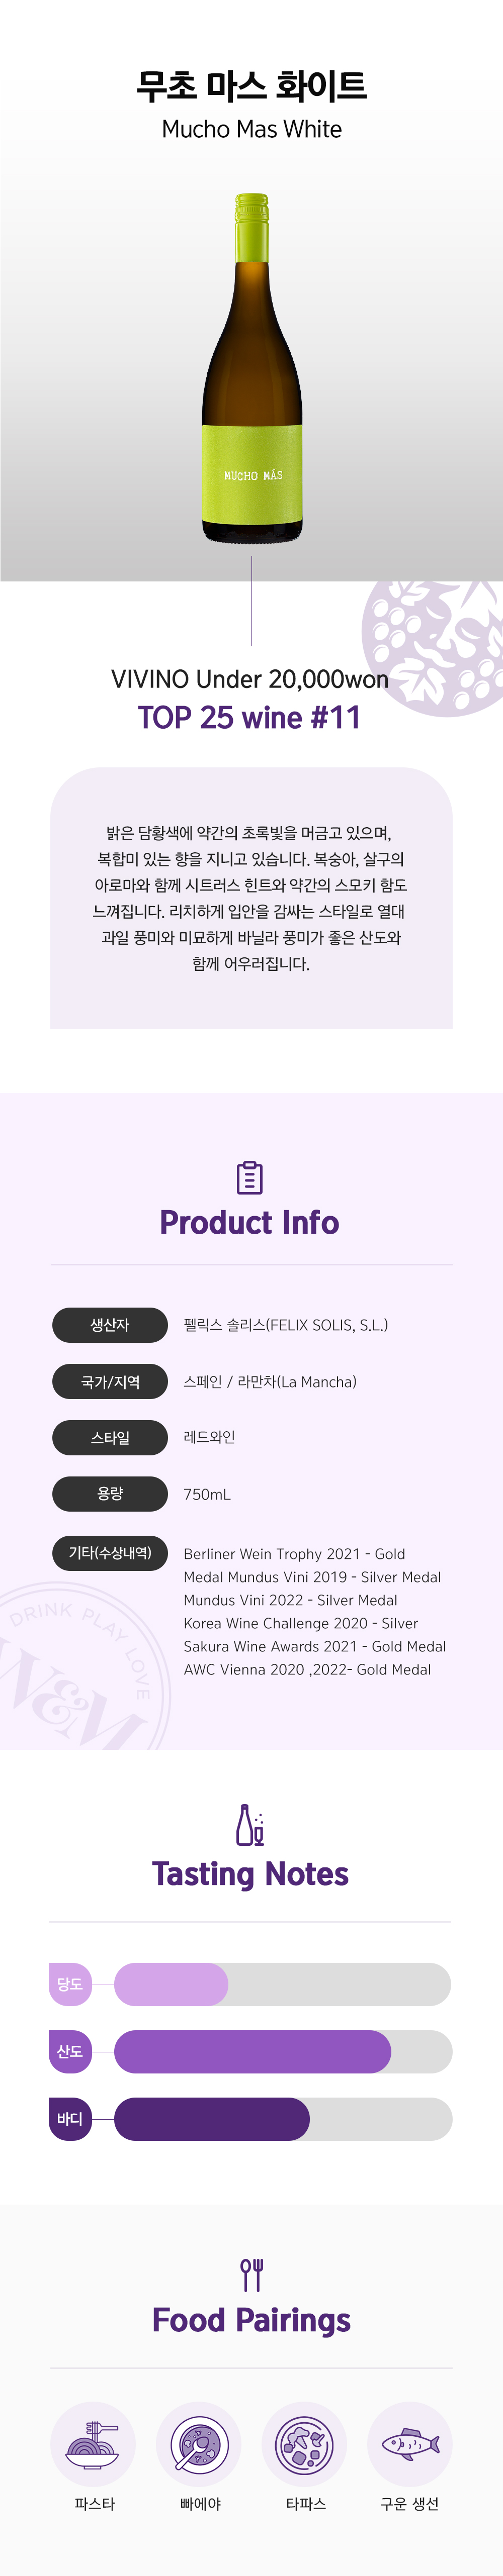 무초 마스 화이트
Mucho Mas White
MUCHO MÁS
VIVINO Under 20,000won
TOP 25 wine #11
밝은 담황색에 약간의 초록빛을 머금고 있으며,
복합미 있는 향을 지니고 있습니다. 복숭아, 살구의
아로마와 함께 시트러스 힌트와 약간의 스모키 함도
느껴집니다. 리치하게 입안을 감싸는 스타일로 열대
과일 풍미와 미묘하게 바닐라 풍미가 좋은 산도와
함께 어우러집니다.
Product Info
생산자 펠릭스 솔리스(FELIX SOLIS, S.L.)
국가/지역 스페인 / 라만차(La Mancha)
스타일 레드와인
용량 750mL
기타(수상내역) Berliner Wein Trophy 2021 - Gold
Medal Mundus Vini 2019 - Silver Medal
Mundus Vini 2022 - Silver Medal
Korea Wine Challenge 2020 - Silver
Sakura Wine Awards 2021 - Gold Medal
AWC Vienna 2020 ,2022- Gold Medal
DRINK PLAY LOVE
W&M
Tasting Notes
당도
산도
바디
Food Pairings
파스타 빠에야 타파스 구운 생선